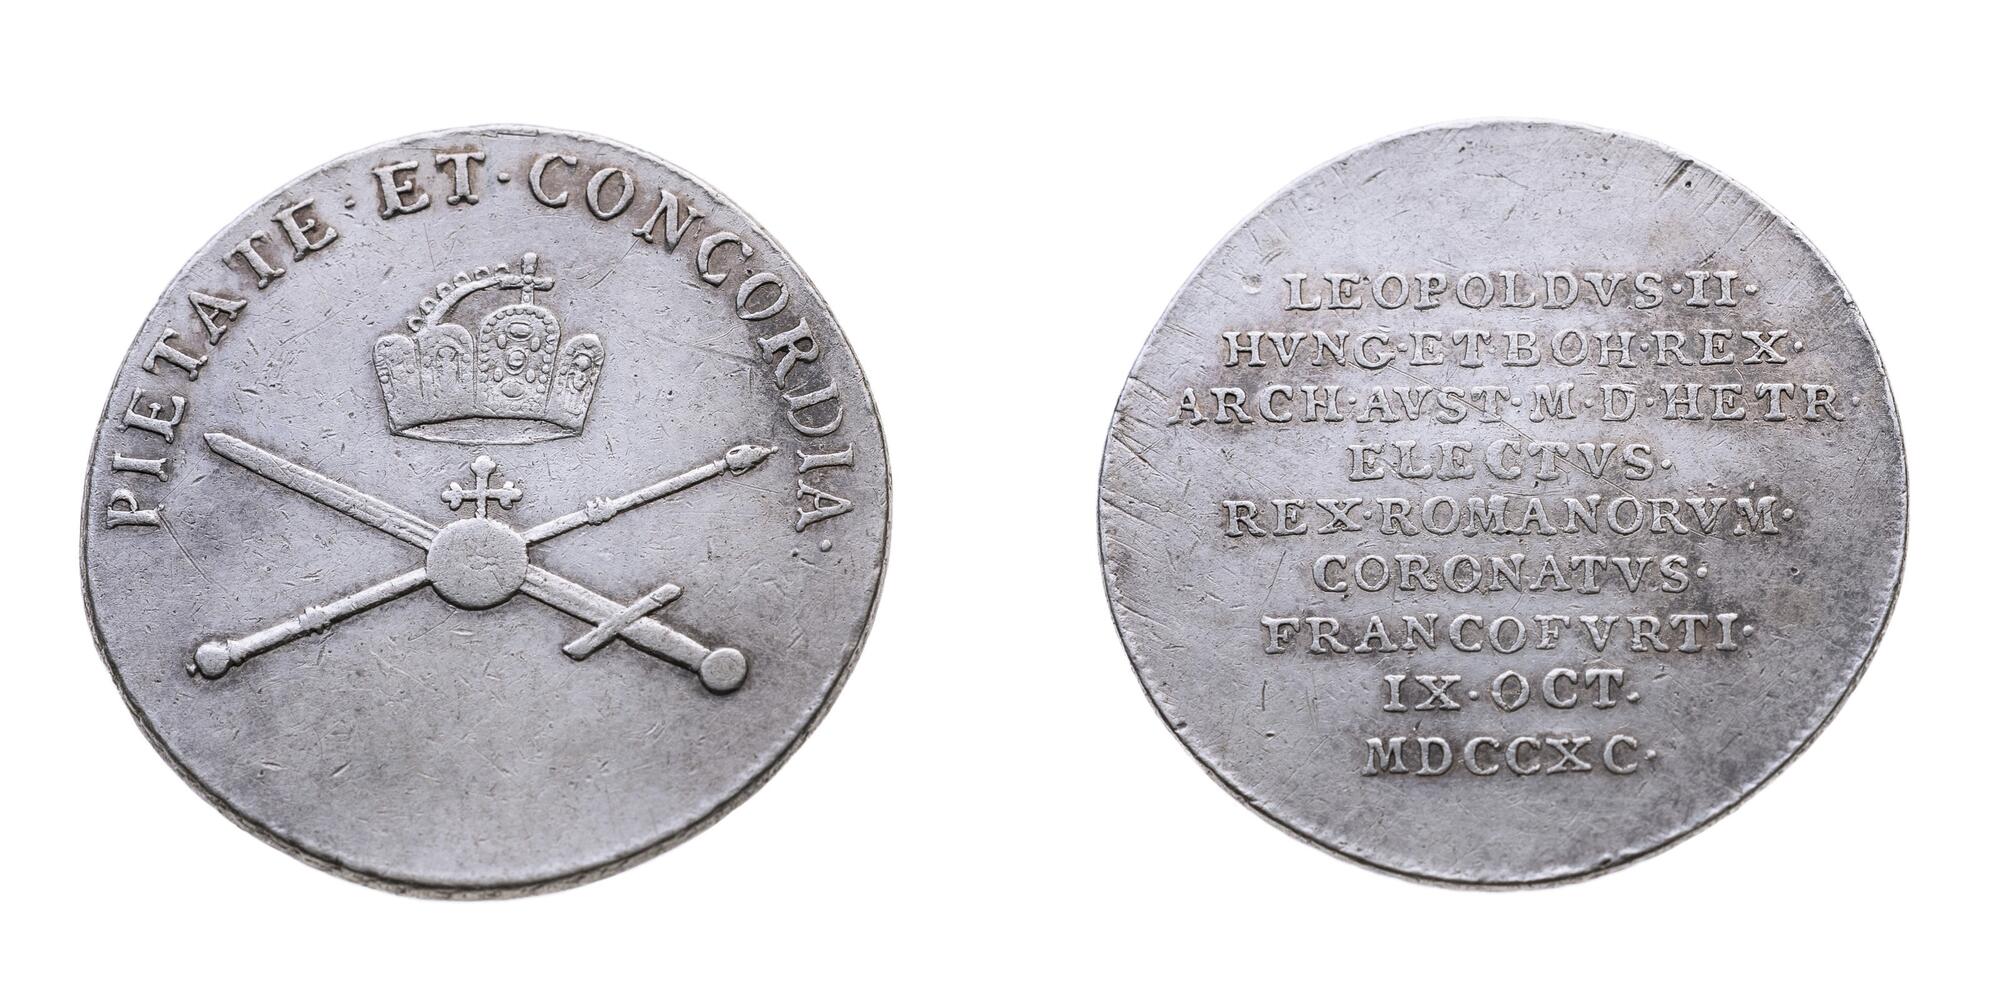 PIETATE·ET·CONCORDIA·
LEOPOLDVS·II·
HVNG·ET·BOH·REX·
ARCH·AVST·M·D·HETR·
ELECTVS·
REX·ROMANORVM·
CORONATVS·
FRANCOFVRTI·
IX·OCT·
MDCCXC·